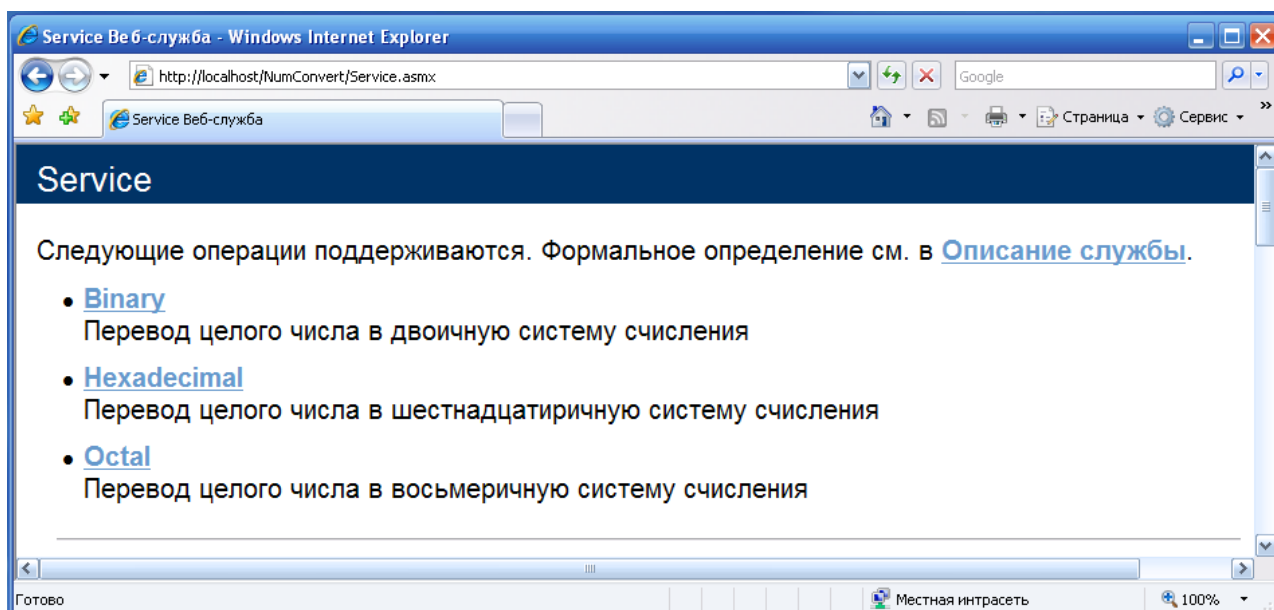 Service Веб-служба - Windows Internet Explorer
http://localhost/NumConvert/Service.asmx
Google
Service Веб-служба
Страница
Сервис
»
Service
Следующие операции поддерживаются. Формальное определение см. в Описание службы.
• Binary
Перевод целого числа в двоичную систему счисления
• Hexadecimal
Перевод целого числа в шестнадцатиричную систему счисления
• Octal
Перевод целого числа в восьмеричную систему счисления
Готово
Местная интрасеть
100%